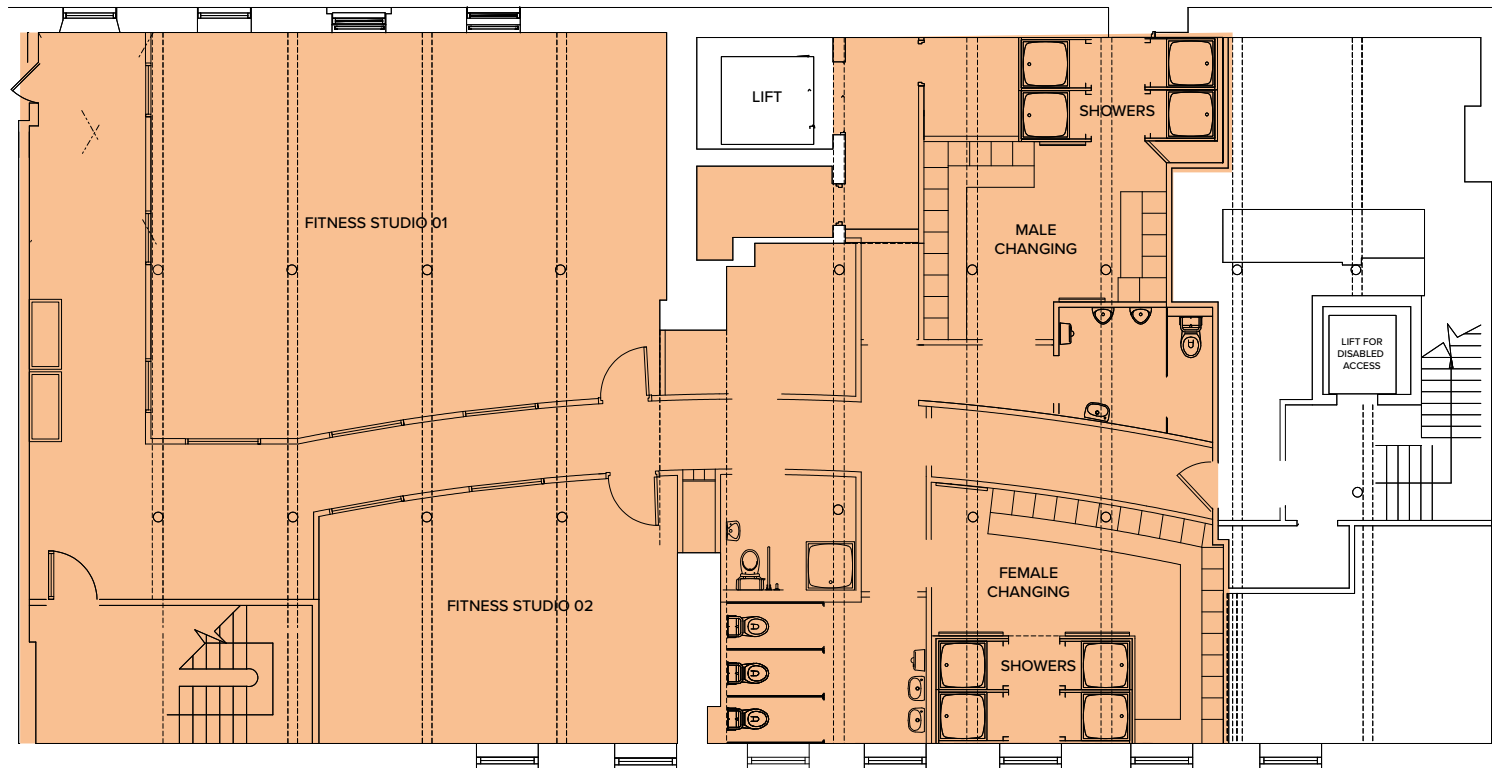 LIFT
SHOWERS
FITNESS STUDIO 01
MALE
CHANGING
LIFT FOR
DISABLED
ACCESS
FEMALE
CHANGING
FITNESS STUDIO 02
SHOWERS